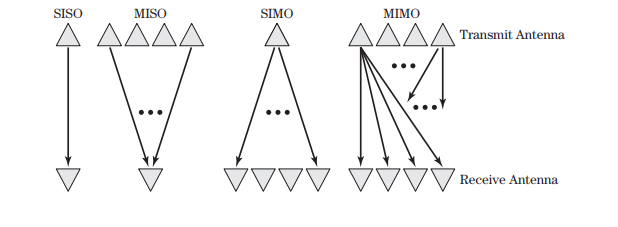 SISO MISO SIMO MIMO
Transmit Antenna
Receive Antenna